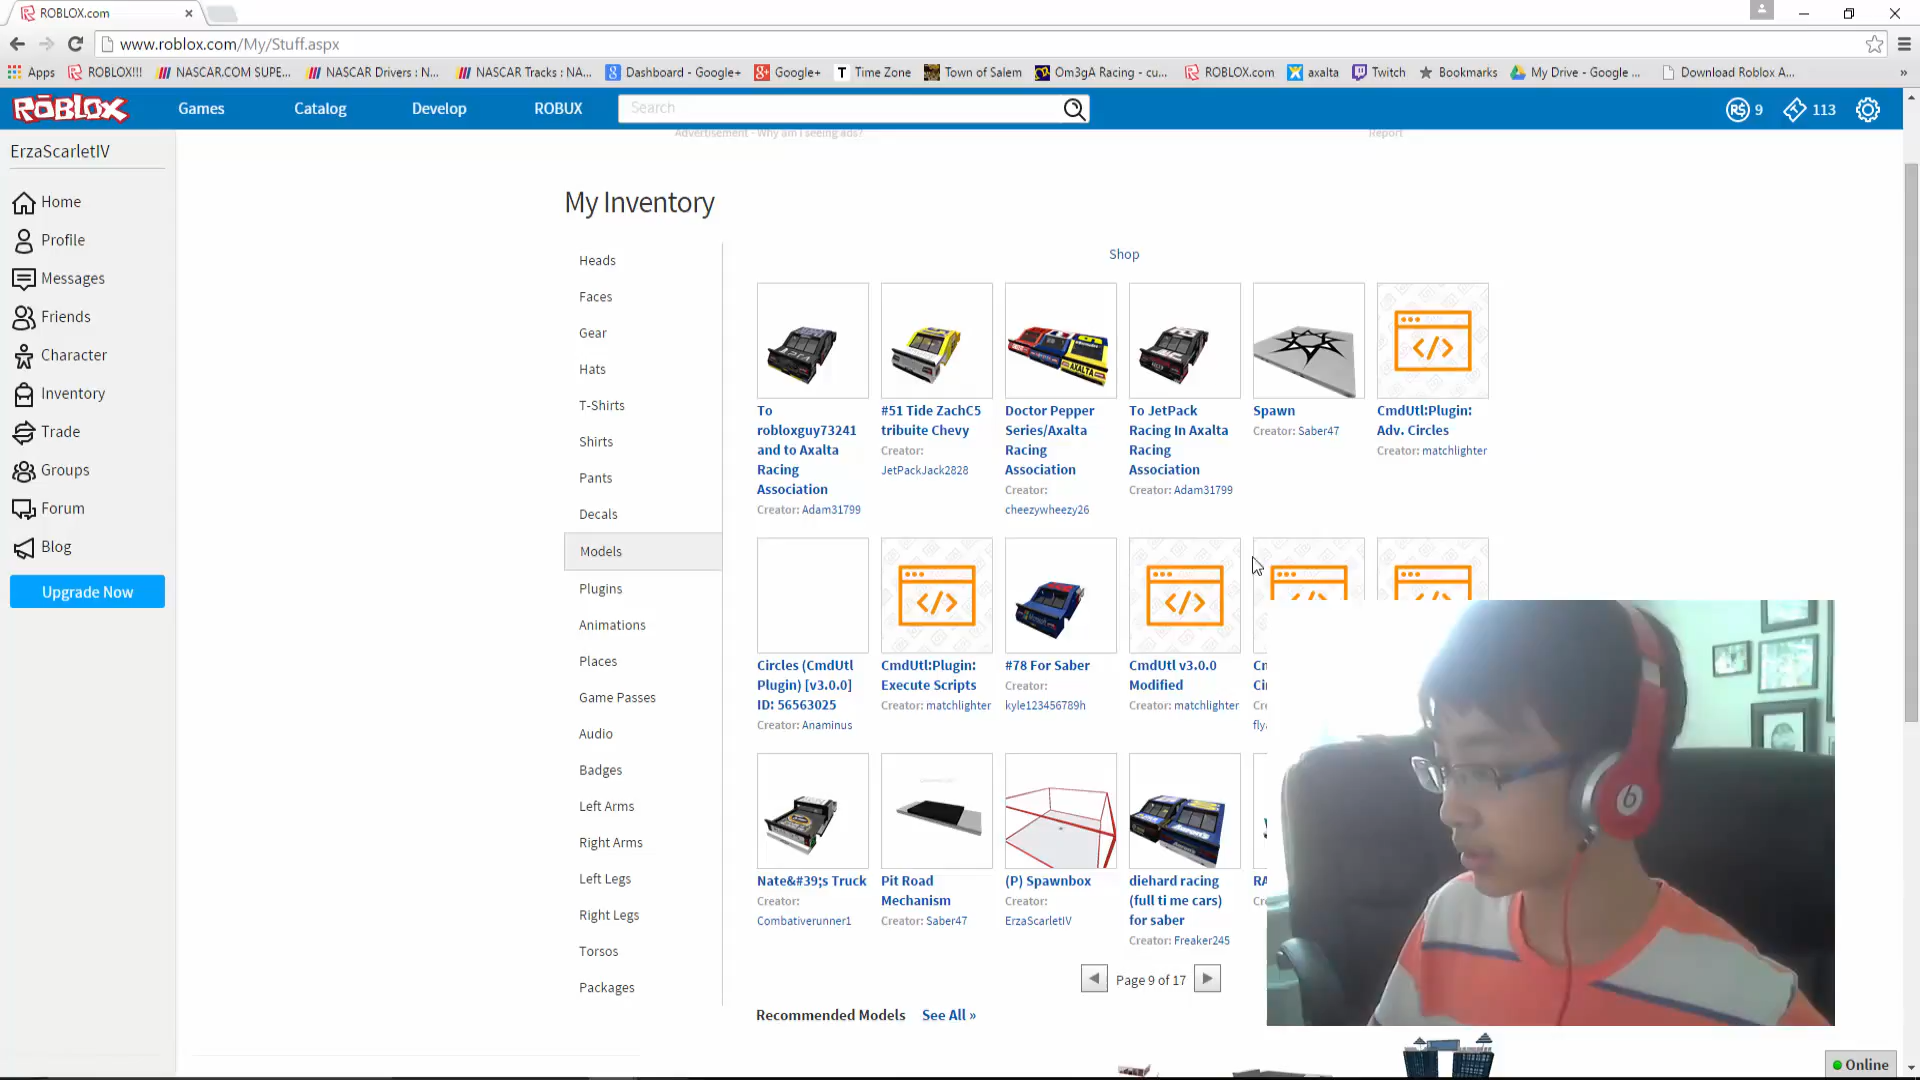 ROBLOX.com
www.roblox.com/My/Stuff.aspx
Apps ROBLOX!!! NASCAR.COM SUPE... NASCAR Drivers : N... NASCAR Tracks : NA... Dashboard - Google+ Google+ Time Zone Town of Salem Om3gA Racing - cu... ROBLOX.com axalta Twitch Bookmarks My Drive - Google ... Download Roblox A... »
ROBLOX Games Catalog Develop ROBUX Search R$ 9 113
Advertisement - Why am I seeing ads? Report
ErzaScarletIV
Home
Profile
Messages
Friends
Character
Inventory
Trade
Groups
Forum
Blog
Upgrade Now
My Inventory
Heads
Faces
Gear
Hats
T-Shirts
Shirts
Pants
Decals
Models
Plugins
Animations
Places
Game Passes
Audio
Badges
Left Arms
Right Arms
Left Legs
Right Legs
Torsos
Packages
Shop
To
robloxguy73241
and to Axalta
Racing
Association
Creator: Adam31799
#51 Tide ZachC5
tribuite Chevy
Creator:
JetPackJack2828
Doctor Pepper
Series/Axalta
Racing
Association
Creator:
cheezywheezy26
To JetPack
Racing In Axalta
Racing
Association
Creator: Adam31799
Spawn
Creator: Saber47
CmdUtl:Plugin:
Adv. Circles
Creator: matchlighter
Circles (CmdUtl
Plugin) [v3.0.0]
ID: 56563025
Creator: Anaminus
CmdUtl:Plugin:
Execute Scripts
Creator: matchlighter
#78 For Saber
Creator:
kyle123456789h
CmdUtl v3.0.0
Modified
Creator: matchlighter
Nate&#39;s Truck
Creator:
Combativerunner1
Pit Road
Mechanism
Creator: Saber47
(P) Spawnbox
Creator:
ErzaScarletIV
diehard racing
(full ti me cars)
for saber
Creator: Freaker245
Page 9 of 17
Recommended Models See All »
Online